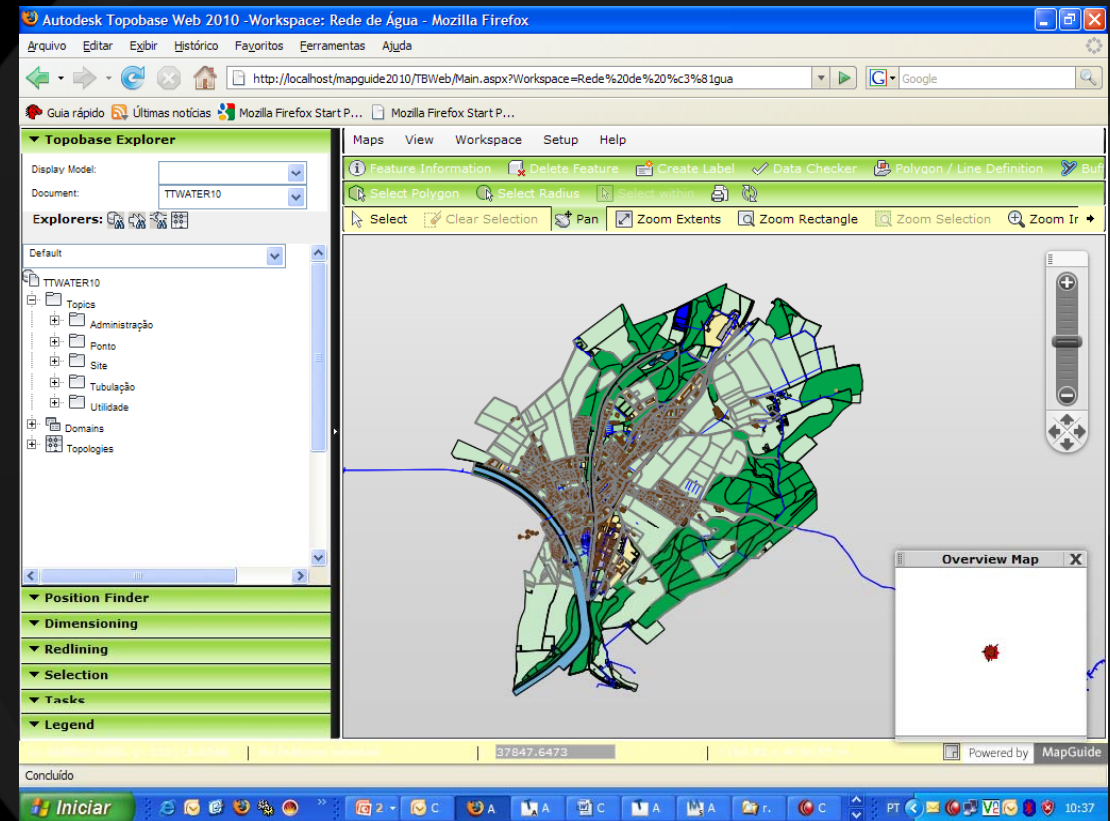 Autodesk Topobase Web 2010 -Workspace: Rede de Água - Mozilla Firefox
Arquivo Editar Exibir Histórico Favoritos Ferramentas Ajuda
http://localhost/mapguide2010/TBWeb/Main.aspx?Workspace=Rede%20de%20%c3%81gua
G Google
Guia rápido Últimas notícias Mozilla Firefox Start P... Mozilla Firefox Start P...
Topobase Explorer
Maps View Workspace Setup Help
Display Model:
Feature Information Delete Feature Create Label Data Checker Polygon / Line Definition Buf
Document: TTWATER10
Select Polygon Select Radius Select within
Explorers:
Select Clear Selection Pan Zoom Extents Zoom Rectangle Zoom Selection Zoom Ir
Default
TTWATER10
Topics
Administração
Ponto
Site
Tubulação
Utilidade
Domains
Topologies
Overview Map X
Position Finder
Dimensioning
Redlining
Selection
Tasks
Legend
37847.6473
Powered by MapGuide
Concluído
Iniciar 2 C A A C A A r. C PT 10:37